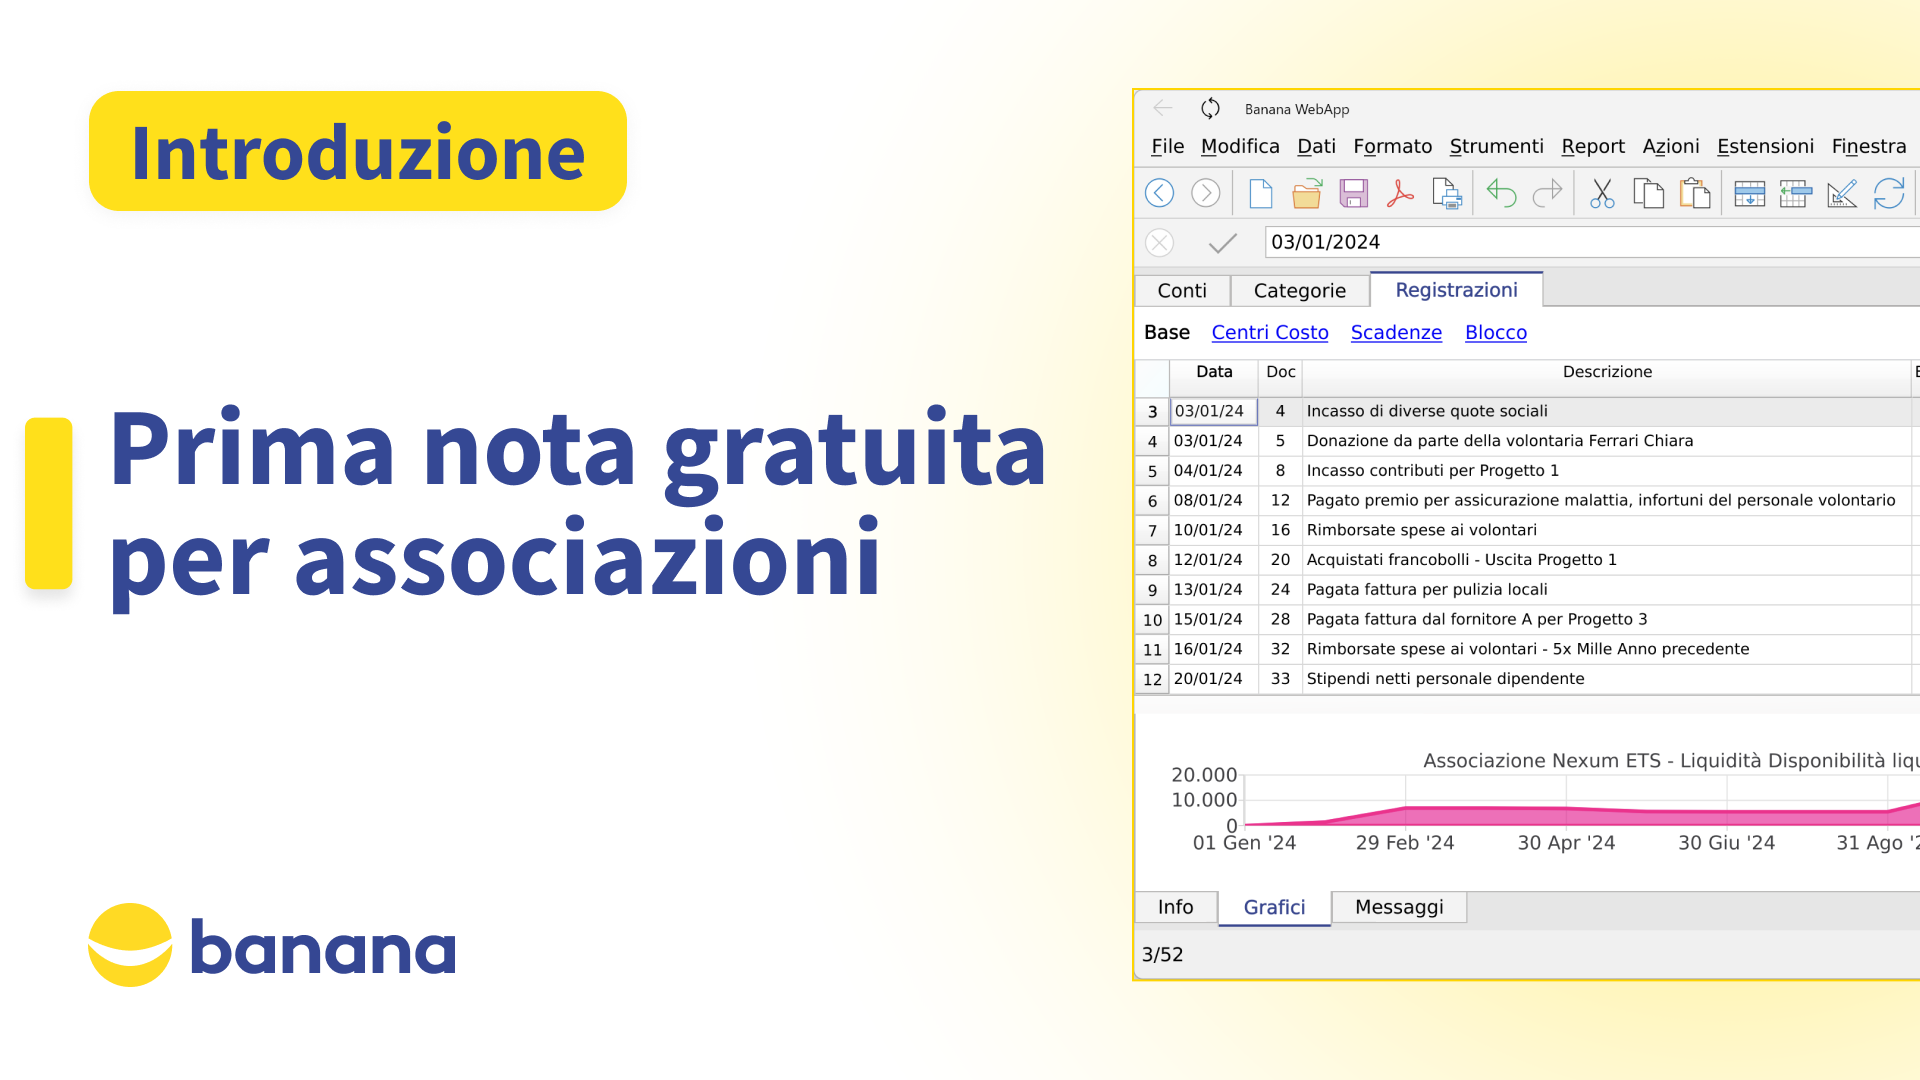 Introduzione
Prima nota gratuita
per associazioni
banana
Banana WebApp
File Modifica Dati Formato Strumenti Report Azioni Estensioni Finestra
03/01/2024
Conti Categorie Registrazioni
Base Centri Costo Scadenze Blocco
Data Doc Descrizione
3 03/01/24 4 Incasso di diverse quote sociali
4 03/01/24 5 Donazione da parte della volontaria Ferrari Chiara
5 04/01/24 8 Incasso contributi per Progetto 1
6 08/01/24 12 Pagato premio per assicurazione malattia, infortuni del personale volontario
7 10/01/24 16 Rimborsate spese ai volontari
8 12/01/24 20 Acquistati francobolli - Uscita Progetto 1
9 13/01/24 24 Pagata fattura per pulizia locali
10 15/01/24 28 Pagata fattura dal fornitore A per Progetto 3
11 16/01/24 32 Rimborsate spese ai volontari - 5x Mille Anno precedente
12 20/01/24 33 Stipendi netti personale dipendente
Associazione Nexum ETS - Liquidità Disponibilità liqu
20.000
10.000
0
01 Gen '24 29 Feb '24 30 Apr '24 30 Giu '24 31 Ago '2
Info Grafici Messaggi
3/52